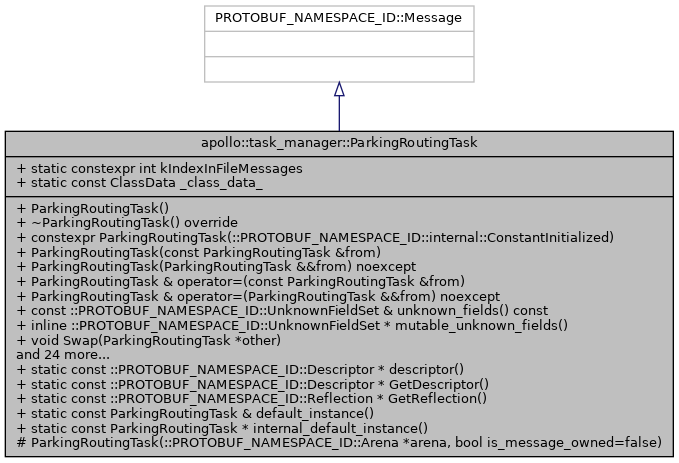 PROTOBUF_NAMESPACE_ID::Message
apollo::task_manager::ParkingRoutingTask
+ static constexpr int kIndexInFileMessages
+ static const ClassData _class_data_
+ ParkingRoutingTask()
+ ~ParkingRoutingTask() override
+ constexpr ParkingRoutingTask(::PROTOBUF_NAMESPACE_ID::internal::ConstantInitialized)
+ ParkingRoutingTask(const ParkingRoutingTask &from)
+ ParkingRoutingTask(ParkingRoutingTask &&from) noexcept
+ ParkingRoutingTask & operator=(const ParkingRoutingTask &from)
+ ParkingRoutingTask & operator=(ParkingRoutingTask &&from) noexcept
+ const ::PROTOBUF_NAMESPACE_ID::UnknownFieldSet & unknown_fields() const
+ inline ::PROTOBUF_NAMESPACE_ID::UnknownFieldSet * mutable_unknown_fields()
+ void Swap(ParkingRoutingTask *other)
and 24 more...
+ static const ::PROTOBUF_NAMESPACE_ID::Descriptor * descriptor()
+ static const ::PROTOBUF_NAMESPACE_ID::Descriptor * GetDescriptor()
+ static const ::PROTOBUF_NAMESPACE_ID::Reflection * GetReflection()
+ static const ParkingRoutingTask & default_instance()
+ static const ParkingRoutingTask * internal_default_instance()
# ParkingRoutingTask(::PROTOBUF_NAMESPACE_ID::Arena *arena, bool is_message_owned=false)